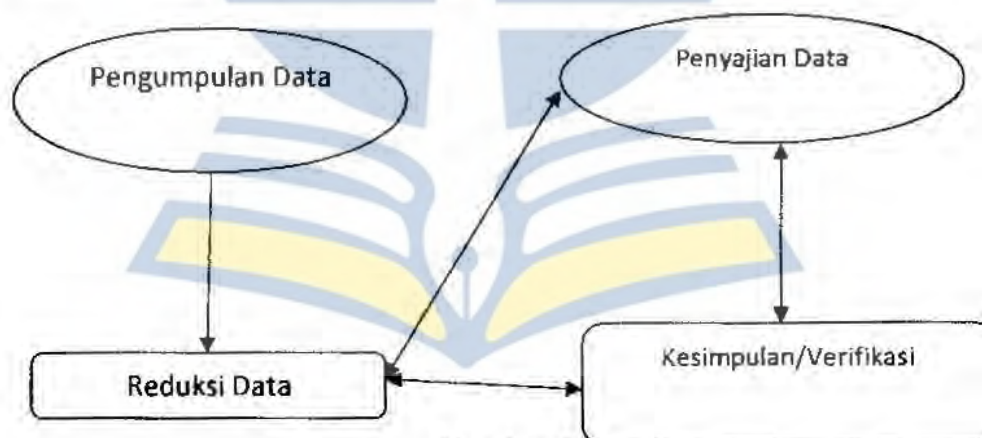 Pengumpulan Data
Penyajian Data
Reduksi Data
Kesimpulan/Verifikasi